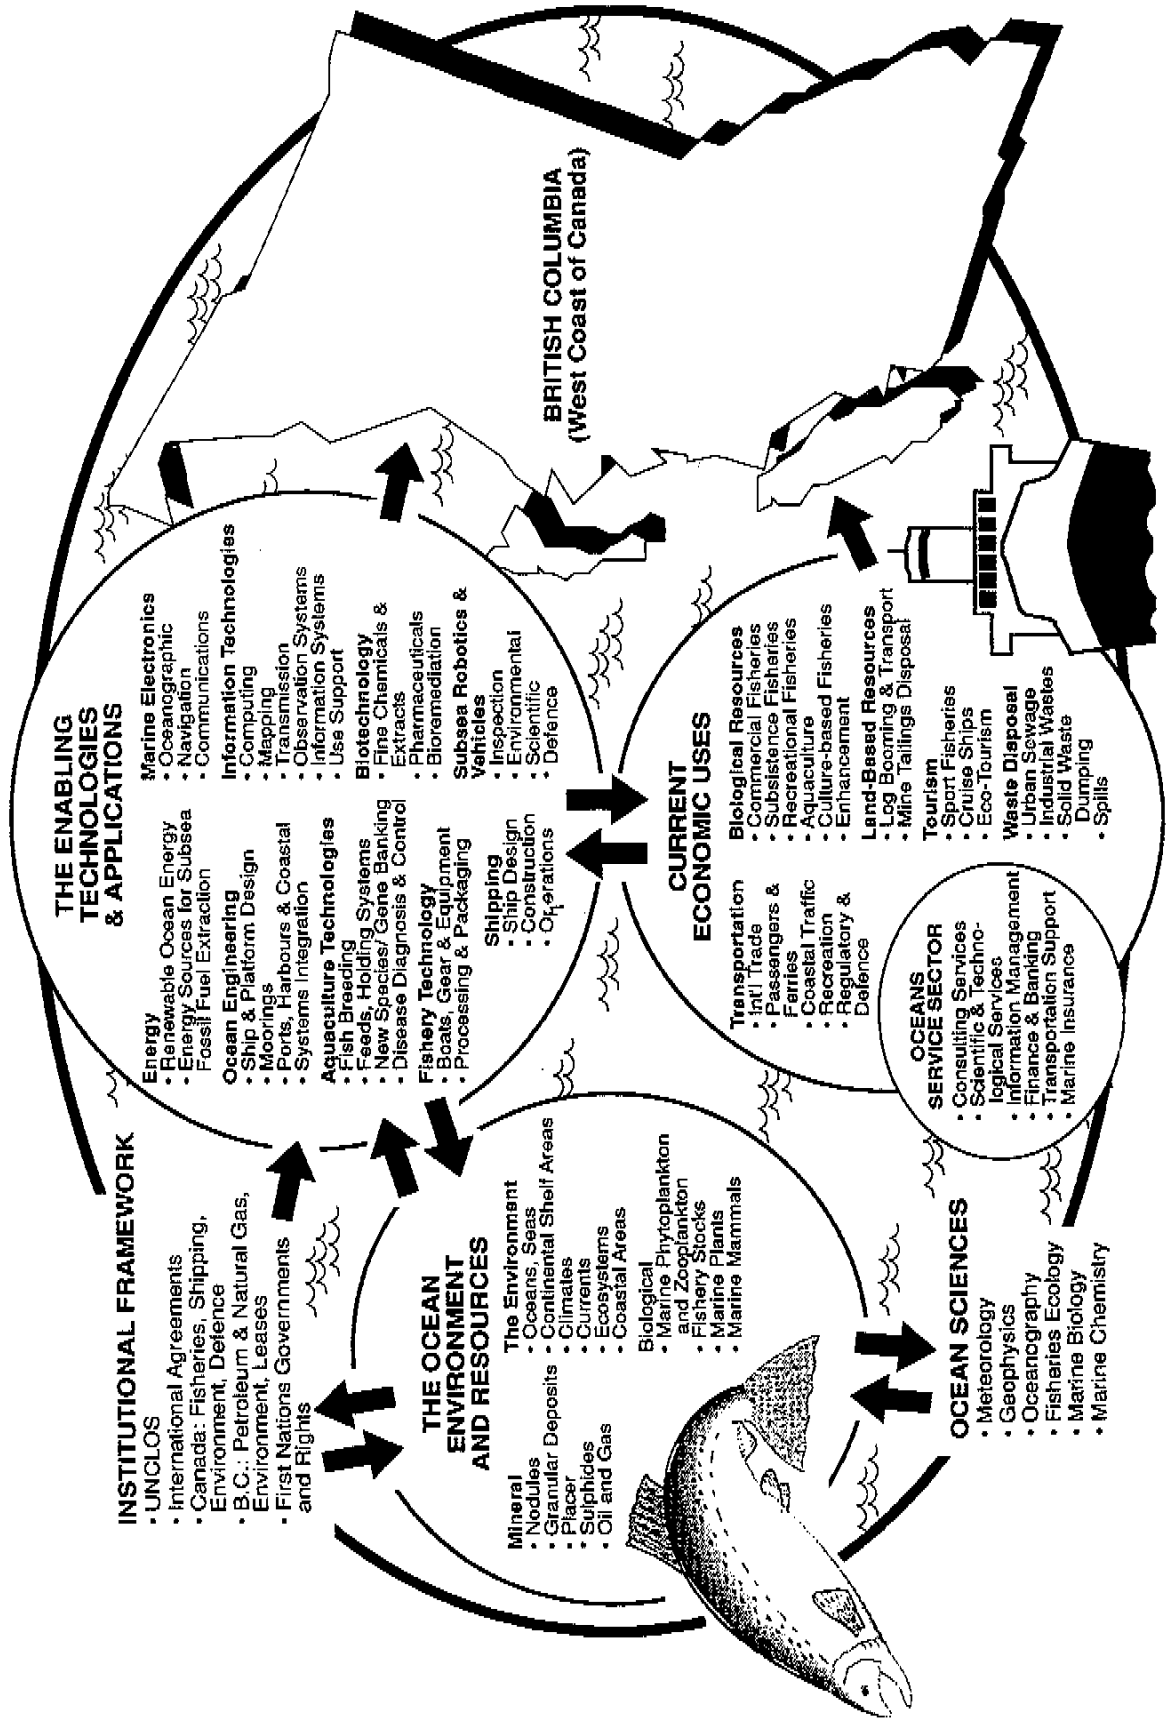 INSTITUTIONAL FRAMEWORK
• UNCLOS
• International Agreements
• Canada: Fisheries, Shipping,
Environment, Defence
• B.C.: Petroleum & Natural Gas,
Environment, Leases
• First Nations Governments
and Rights
THE ENABLING
TECHNOLOGIES
& APPLICATIONS
Energy
• Renewable Ocean Energy
• Energy Sources for Subsea
Fossil Fuel Extraction
Ocean Engineering
• Ship & Platform Design
• Moorings
• Ports, Harbours & Coastal
• Systems Integration
Aquaculture Technologies
• Fish Breeding
• Feeds, Holding Systems
• New Species/ Gene Banking
• Disease Diagnosis & Control
Fishery Technology
• Boats, Gear & Equipment
• Processing & Packaging
Shipping
• Ship Design
• Construction
• Operations
Marine Electronics
• Oceanographic
• Navigation
• Communications
Information Technologies
• Computing
• Mapping
• Transmission
• Observation Systems
• Information Systems
• Use Support
Biotechnology
• Fine Chemicals &
Extracts
• Pharmaceuticals
• Bioremediation
Subsea Robotics &
Vehicles
• Inspection
• Environmental
• Scientific
• Defence
THE OCEAN
ENVIRONMENT
AND RESOURCES
Mineral
• Nodules
• Granular Deposits
• Placer
• Sulphides
• Oil and Gas
The Environment
• Oceans, Seas
• Continental Shelf Areas
• Climates
• Currents
• Ecosystems
• Coastal Areas
Biological
• Marine Phytoplankton
and Zooplankton
• Fishery Stocks
• Marine Plants
• Marine Mammals
CURRENT
ECONOMIC USES
Transportation
• Int'l Trade
• Passengers &
Ferries
• Coastal Traffic
• Recreation
• Regulatory &
Defence
Biological Resources
• Commercial Fisheries
• Subsistence Fisheries
• Recreational Fisheries
• Aquaculture
• Culture-based Fisheries
• Enhancement
Land-Based Resources
• Log Booming & Transport
• Mine Tailings Disposal
Tourism
• Sport Fisheries
• Cruise Ships
• Eco-Tourism
Waste Disposal
• Urban Sewage
• Industrial Wastes
• Solid Waste
Dumping
• Spills
OCEANS
SERVICE SECTOR
• Consulting Services
• Scientific & Techno-
logical Services
• Information Management
• Finance & Banking
• Transportation Support
• Marine Insurance
OCEAN SCIENCES
• Meteorology
• Geophysics
• Oceanography
• Fisheries Ecology
• Marine Biology
• Marine Chemistry
BRITISH COLUMBIA
(West Coast of Canada)